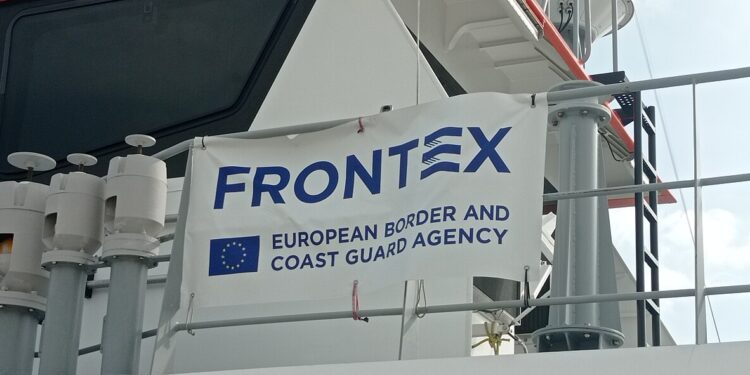 FRONTEX
EUROPEAN BORDER AND
COAST GUARD AGENCY